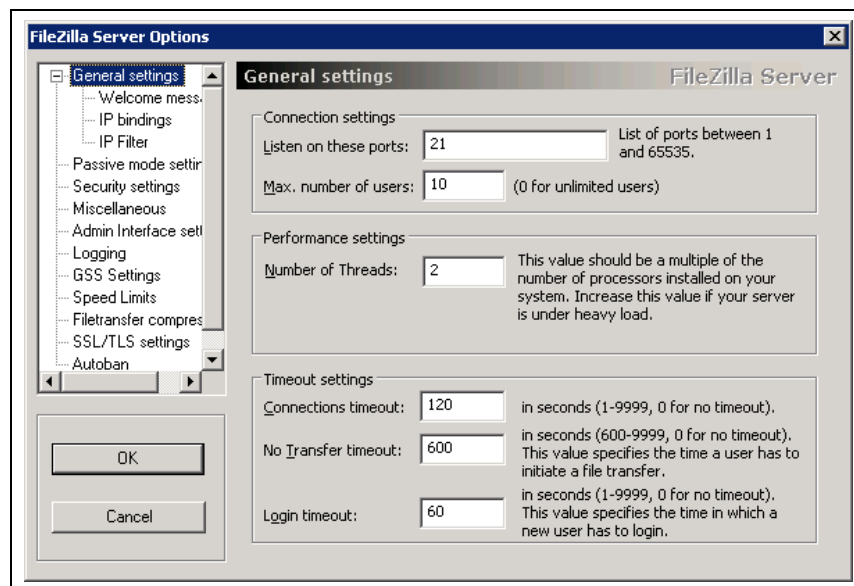 FileZilla Server Options
General settings
Welcome mess
IP bindings
IP Filter
Passive mode settin
Security settings
Miscellaneous
Admin Interface sett
Logging
GSS Settings
Speed Limits
Filetransfer compres
SSL/TLS settings
Autoban
OK
Cancel
General settings
FileZilla Server
Connection settings
Listen on these ports: 21 List of ports between 1
and 65535.
Max. number of users: 10 (0 for unlimited users)
Performance settings
Number of Threads: 2 This value should be a multiple of the
number of processors installed on your
system. Increase this value if your server
is under heavy load.
Timeout settings
Connections timeout: 120 in seconds (1-9999, 0 for no timeout).
No Transfer timeout: 600 in seconds (600-9999, 0 for no timeout).
This value specifies the time a user has to
initiate a file transfer.
Login timeout: 60 in seconds (1-9999, 0 for no timeout).
This value specifies the time in which a
new user has to login.